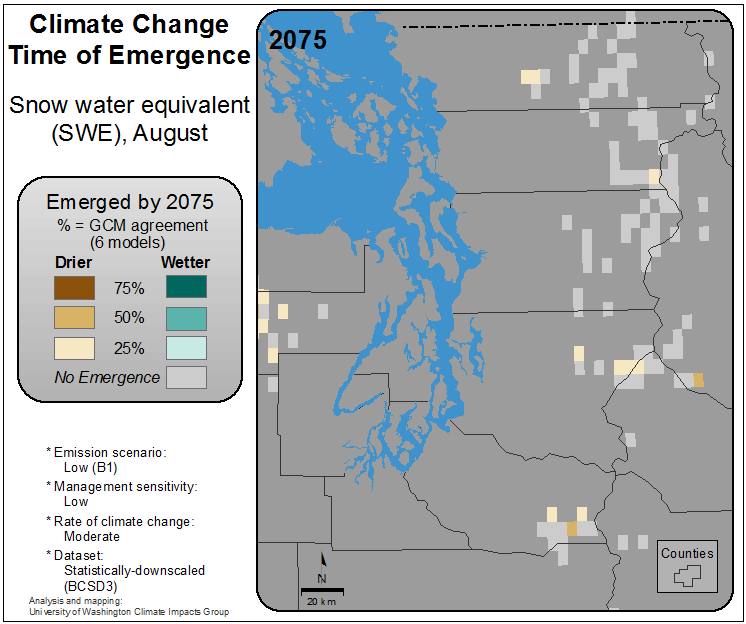 Climate Change
Time of Emergence
Snow water equivalent
(SWE), August
Emerged by 2075
% = GCM agreement
(6 models)
Drier Wetter
75%
50%
25%
No Emergence
* Emission scenario:
Low (B1)
* Management sensitivity:
Low
* Rate of climate change:
Moderate
* Dataset:
Statistically-downscaled
(BCSD3)
Analysis and mapping:
University of Washington Climate Impacts Group
2075
N
20 km
Counties